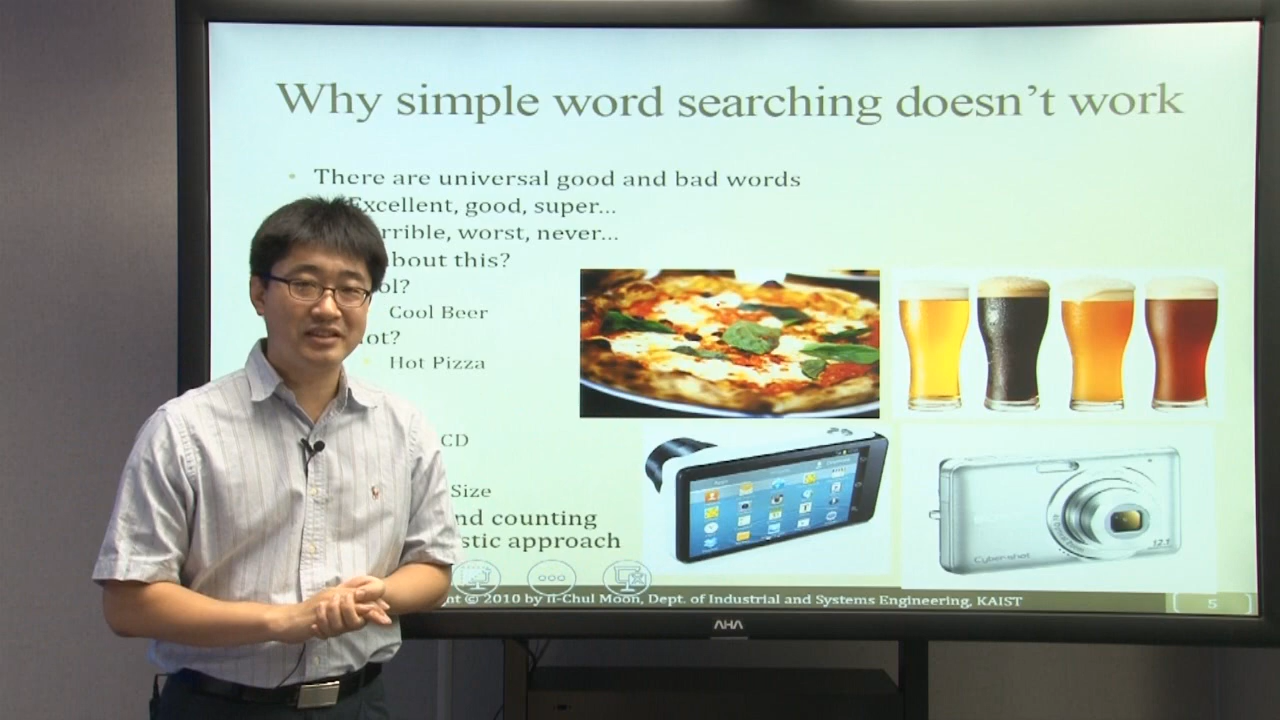 Why simple word searching doesn't work
• There are universal good and bad words
Excellent, good, super...
rrible, worst, never...
bout this?
ol?
Cool Beer
ot?
Hot Pizza
CD
Size
nd counting
stic approach
ght © 2010 by Il-Chul Moon, Dept. of Industrial and Systems Engineering, KAIST
5
Cyber-shot
12.1
AHA